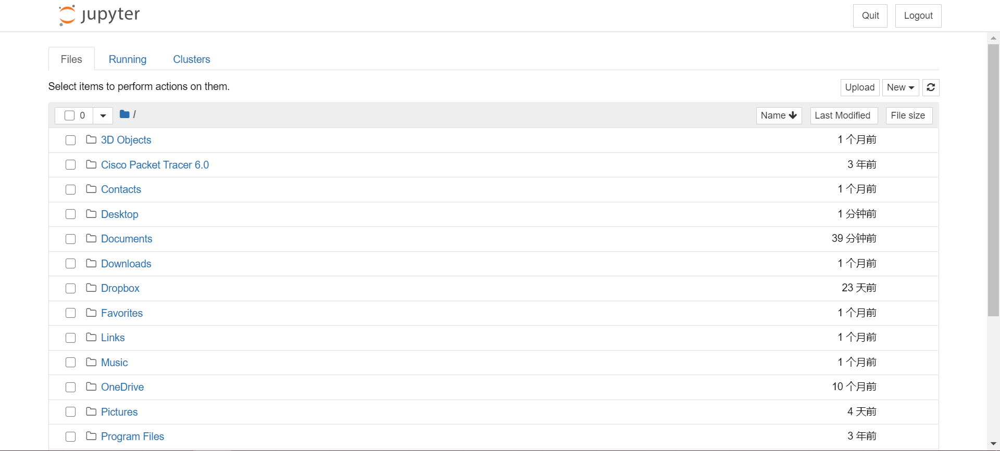 jupyter Quit Logout
Files Running Clusters
Select items to perform actions on them. Upload New
0 / Name Last Modified File size
3D Objects 1 个月前
Cisco Packet Tracer 6.0 3 年前
Contacts 1 个月前
Desktop 1 分钟前
Documents 39 分钟前
Downloads 1 个月前
Dropbox 23 天前
Favorites 1 个月前
Links 1 个月前
Music 1 个月前
OneDrive 10 个月前
Pictures 4 天前
Program Files 3 年前